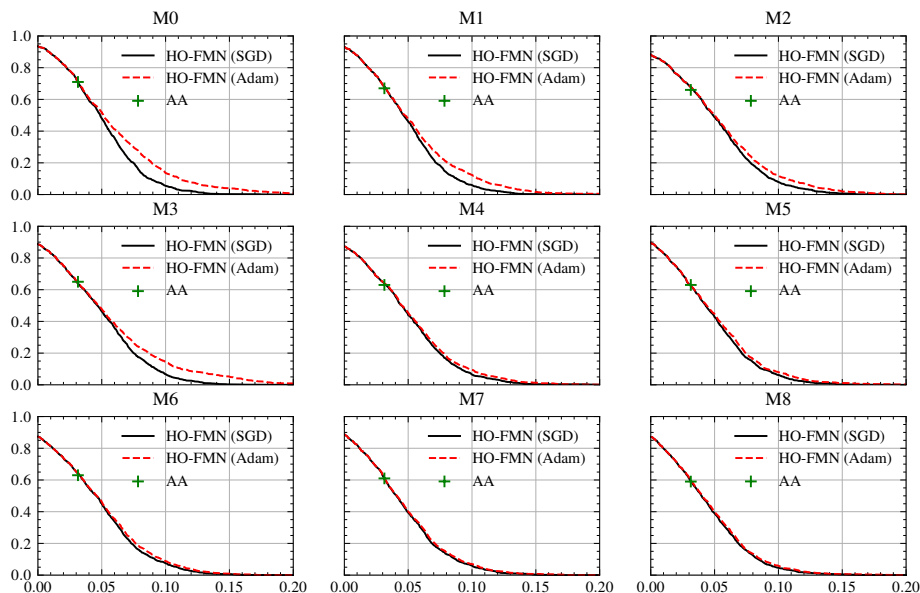 M0
M1
M2
1.0
0.8
0.6
0.4
0.2
0.0
HO-FMN (SGD)
HO-FMN (Adam)
AA
HO-FMN (SGD)
HO-FMN (Adam)
AA
HO-FMN (SGD)
HO-FMN (Adam)
AA
M3
M4
M5
1.0
0.8
0.6
0.4
0.2
0.0
HO-FMN (SGD)
HO-FMN (Adam)
AA
HO-FMN (SGD)
HO-FMN (Adam)
AA
HO-FMN (SGD)
HO-FMN (Adam)
AA
M6
M7
M8
1.0
0.8
0.6
0.4
0.2
0.0
HO-FMN (SGD)
HO-FMN (Adam)
AA
HO-FMN (SGD)
HO-FMN (Adam)
AA
HO-FMN (SGD)
HO-FMN (Adam)
AA
0.00 0.05 0.10 0.15 0.20
0.00 0.05 0.10 0.15 0.20
0.00 0.05 0.10 0.15 0.20